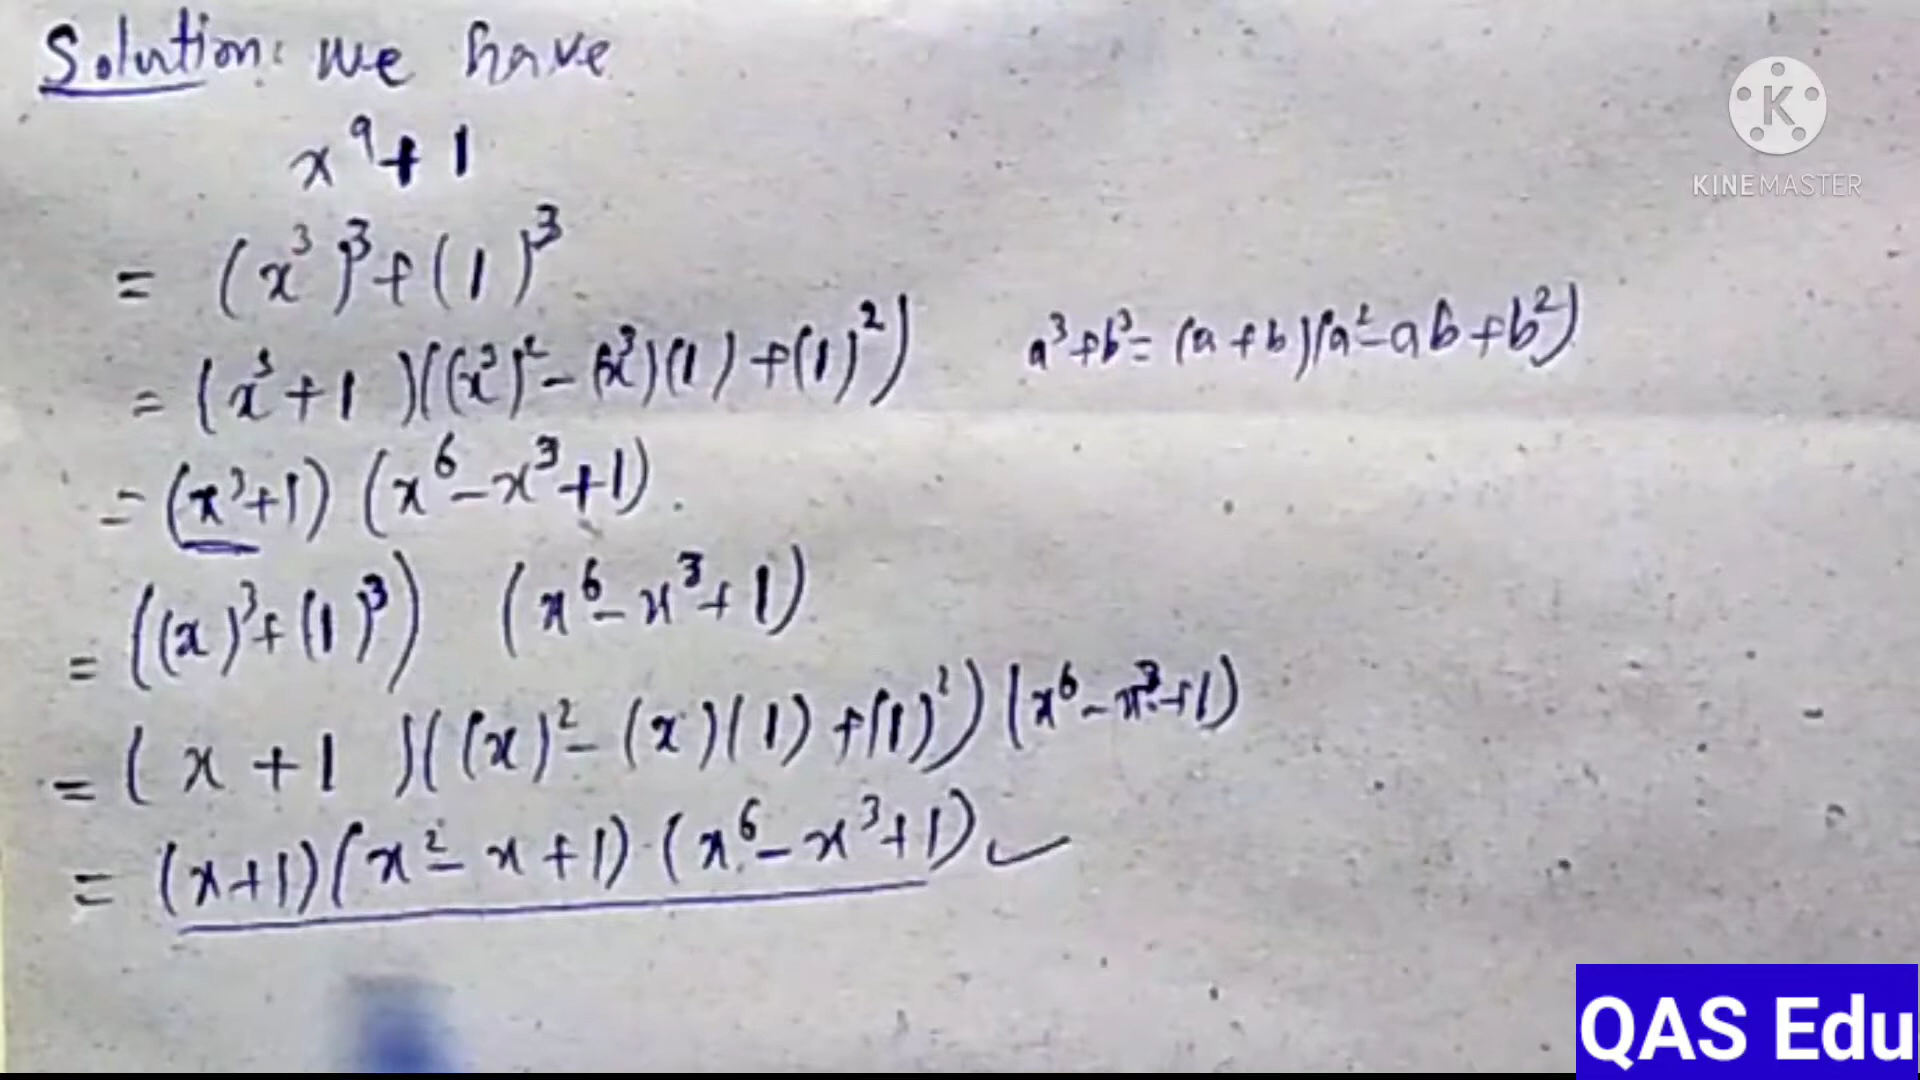 Solution: we have
x⁹+1
= (x³)³+(1)³
= (x³+1)((x³)²-(x³)(1)+(1)²)
a³+b³=(a+b)(a²-ab+b²)
= (x³+1) (x⁶-x³+1).
= ((x)³+(1)³) (x⁶-x³+1)
= (x+1)((x)²-(x)(1)+(1)²)(x⁶-x³+1)
= (x+1)(x²-x+1)·(x⁶-x³+1)
K
KINEMASTER
QAS Edu